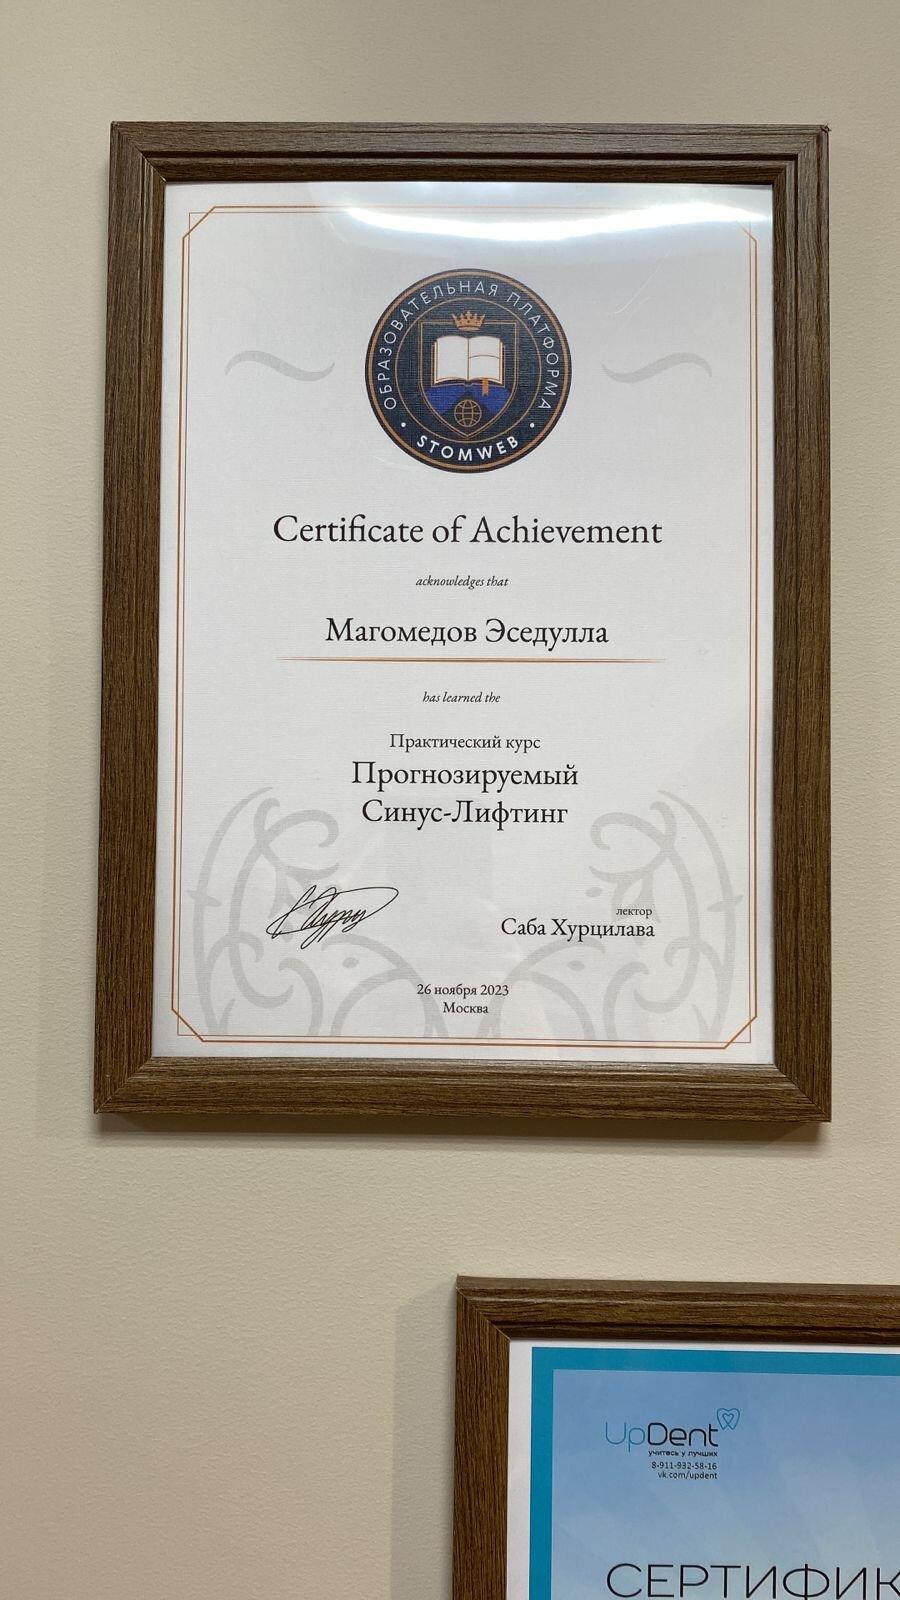 ОБРАЗОВАТЕЛЬНАЯ ПЛАТФОРМА
• STOMWEB •
Certificate of Achievement
acknowledges that
Магомедов Эседулла
has learned the
Практический курс
Прогнозируемый
Синус-Лифтинг
лектор
Саба Хурцилава
26 ноября 2023
Москва
UpDent
учитесь у лучших
8-911-932-58-16
vk.com/updent
СЕРТИФИК